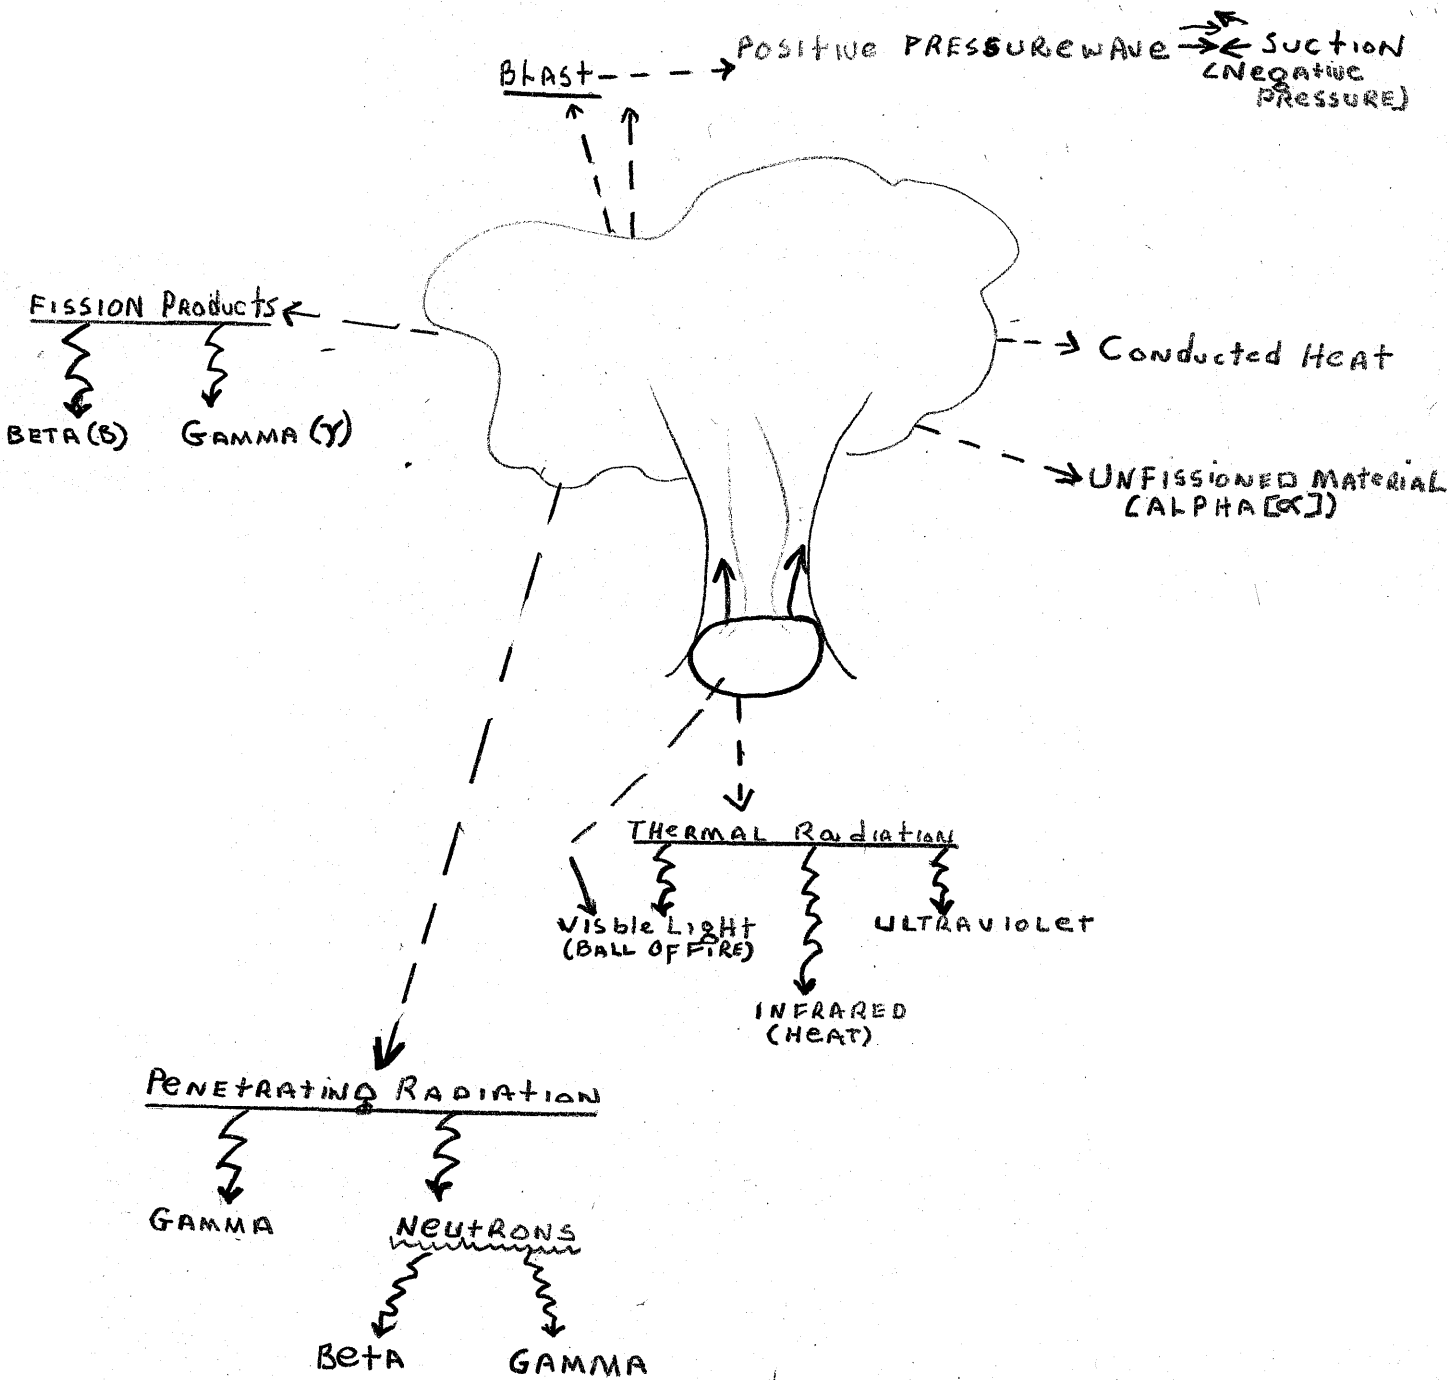 POSITIVE PRESSUREWAVE SUCTION
BLAST
(Negative
PRESSURE)
FISSION PRODUCTS
CONDUCTED HEAT
BETA (B) GAMMA (γ)
UNFISSIONED MATERIAL
(ALPHA [α])
THERMAL RADIATION
VISBLE LIGHT ULTRAVIOLET
(BALL OF FIRE)
INFRARED
(HEAT)
PENETRATING RADIATION
GAMMA NEUTRONS
BETA GAMMA